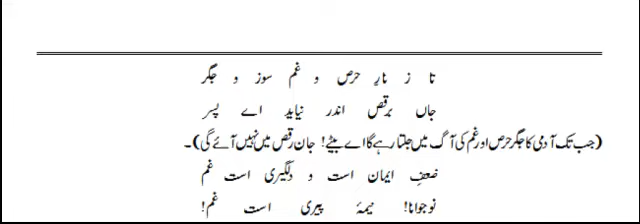 تا ز نارِ حرص و غم سوزد جگر
جاں برقص اندر نیاید اے پسر
(جب تک آدمی کا جگر حرص اور غم کی آگ میں جلتا رہے گا اے بیٹے! جان رقص میں نہیں آئے گی)۔
ضعفِ ایمان است و دلگیری است غم
نوجوانا! نیمۂ پیری است غم!